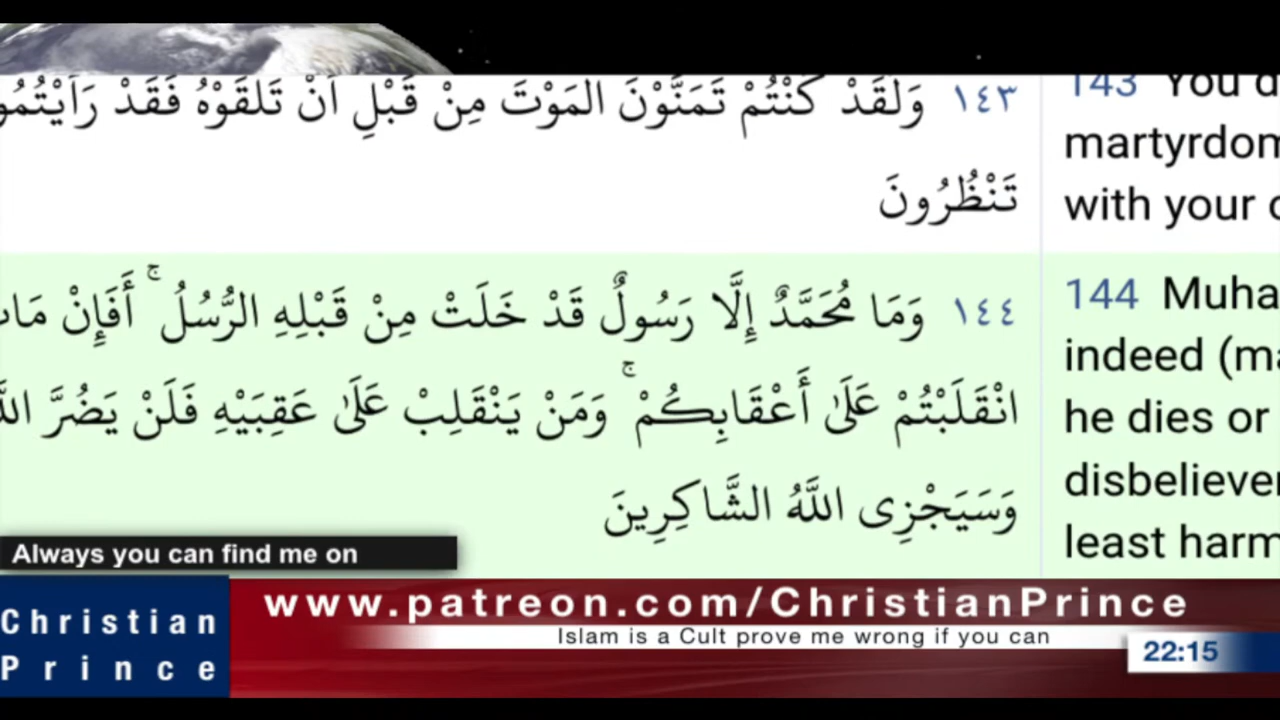 ١٤٣ وَلَقَدْ كُنْتُمْ تَمَنَّوْنَ الْمَوْتَ مِنْ قَبْلِ أَنْ تَلْقَوْهُ فَقَدْ
تَنْظُرُونَ
١٤٤ وَمَا مُحَمَّدٌ إِلَّا رَسُولٌ قَدْ خَلَتْ مِنْ قَبْلِهِ الرُّسُلُ ۚ أَفَإِنْ
انْقَلَبْتُمْ عَلَىٰ أَعْقَابِكُمْ ۚ وَمَنْ يَنْقَلِبْ عَلَىٰ عَقِبَيْهِ فَلَنْ يَضُرَّ
وَسَيَجْزِى اللَّهُ الشَّاكِرِينَ
143 You
martyrdom
with your
144
indeed
he dies or
least harm
Always you can find me on
Christian
Prince
www.patreon.com/ChristianPrince
Islam is a Cult prove me wrong if you can
22:15